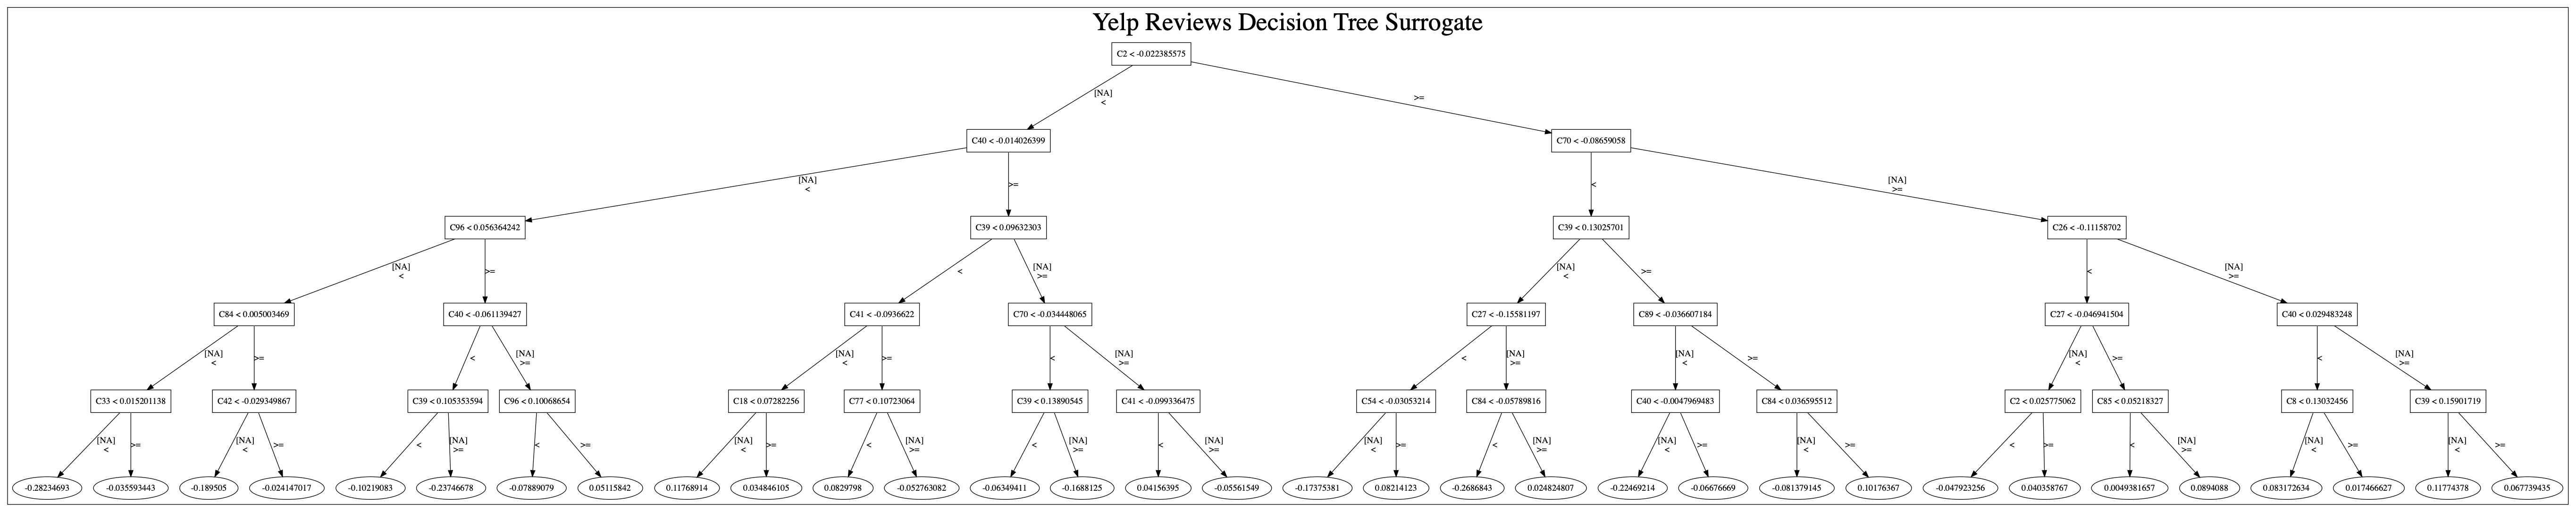 Yelp Reviews Decision Tree Surrogate
C2 < -0.022385575
[NA]
<
>=
C40 < -0.014026399
C70 < -0.08659058
[NA]
<
>=
<
[NA]
>=
C96 < 0.056364242
C39 < 0.09632303
C39 < 0.13025701
C26 < -0.11158702
[NA]
<
>=
<
[NA]
>=
[NA]
<
>=
<
[NA]
>=
C84 < 0.005003469
C40 < -0.061139427
C41 < -0.0936622
C70 < -0.034448065
C27 < -0.15581197
C89 < -0.036607184
C27 < -0.046941504
C40 < 0.029483248
[NA]
<
>=
<
[NA]
>=
[NA]
<
>=
<
[NA]
>=
<
[NA]
>=
[NA]
<
>=
[NA]
<
>=
<
[NA]
>=
C33 < 0.015201138
C42 < -0.029349867
C39 < 0.105353594
C96 < 0.10068654
C18 < 0.07282256
C77 < 0.10723064
C39 < 0.13890545
C41 < -0.099336475
C54 < -0.03053214
C84 < -0.05789816
C40 < -0.0047969483
C84 < 0.036595512
C2 < 0.025775062
C85 < 0.05218327
C8 < 0.13032456
C39 < 0.15901719
[NA]
<
>=
[NA]
<
>=
<
[NA]
>=
<
>=
[NA]
<
>=
<
[NA]
>=
<
[NA]
>=
<
[NA]
>=
[NA]
<
>=
<
[NA]
>=
[NA]
<
>=
[NA]
<
>=
<
>=
<
[NA]
>=
[NA]
<
>=
[NA]
<
>=
-0.28234693
-0.035593443
-0.189505
-0.024147017
-0.10219083
-0.23746678
-0.07889079
0.05115842
0.11768914
0.034846105
0.0829798
-0.052763082
-0.06349411
-0.1688125
0.04156395
-0.05561549
-0.17375381
0.08214123
-0.2686843
0.024824807
-0.22469214
-0.06676669
-0.081379145
0.10176367
-0.047923256
0.040358767
0.0049381657
0.0894088
0.083172634
0.017466627
0.11774378
0.067739435